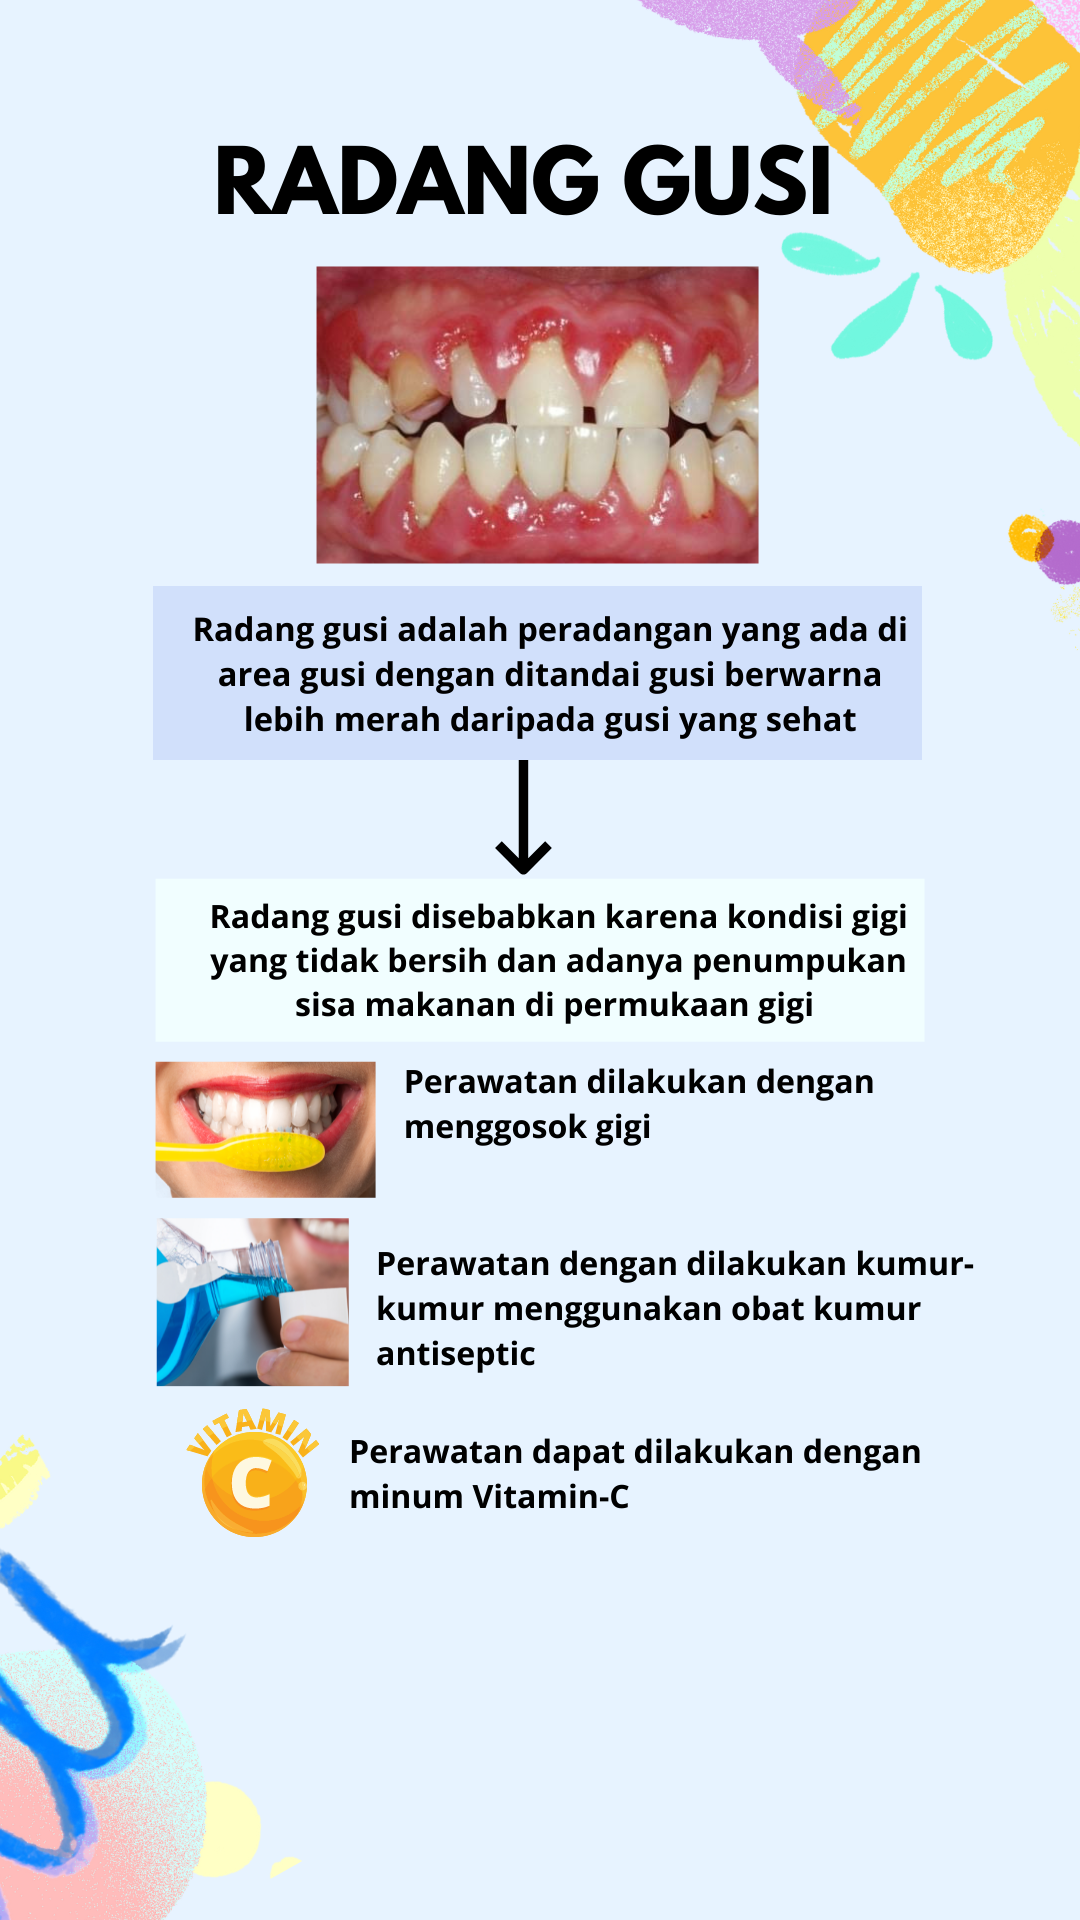 RADANG GUSI
Radang gusi adalah peradangan yang ada di
area gusi dengan ditandai gusi berwarna
lebih merah daripada gusi yang sehat
Radang gusi disebabkan karena kondisi gigi
yang tidak bersih dan adanya penumpukan
sisa makanan di permukaan gigi
Perawatan dilakukan dengan
menggosok gigi
Perawatan dengan dilakukan kumur-
kumur menggunakan obat kumur
antiseptic
VITAMIN
C
Perawatan dapat dilakukan dengan
minum Vitamin-C